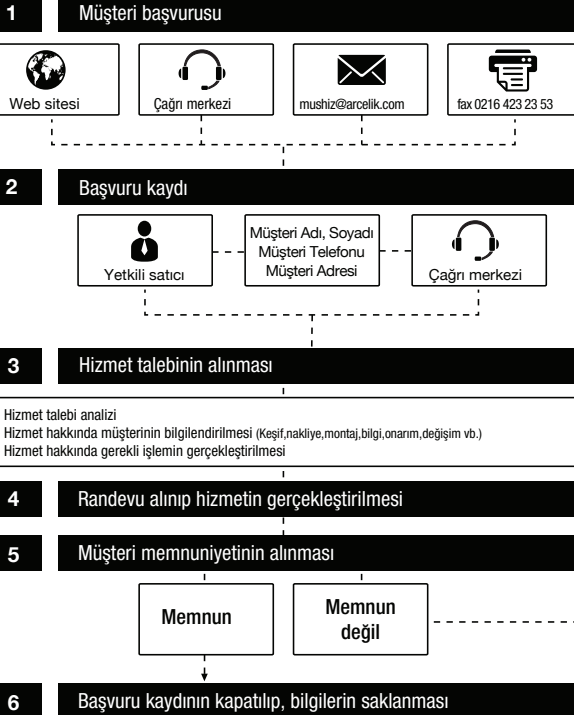 1 Müşteri başvurusu
Web sitesi
Çağrı merkezi
mushiz@arcelik.com
fax 0216 423 23 53
2 Başvuru kaydı
Yetkili satıcı
Müşteri Adı, Soyadı
Müşteri Telefonu
Müşteri Adresi
Çağrı merkezi
3 Hizmet talebinin alınması
Hizmet talebi analizi
Hizmet hakkında müşterinin bilgilendirilmesi (Keşif,nakliye,montaj,bilgi,onarım,değişim vb.)
Hizmet hakkında gerekli işlemin gerçekleştirilmesi
4 Randevu alınıp hizmetin gerçekleştirilmesi
5 Müşteri memnuniyetinin alınması
Memnun
Memnun
değil
6 Başvuru kaydının kapatılıp, bilgilerin saklanması